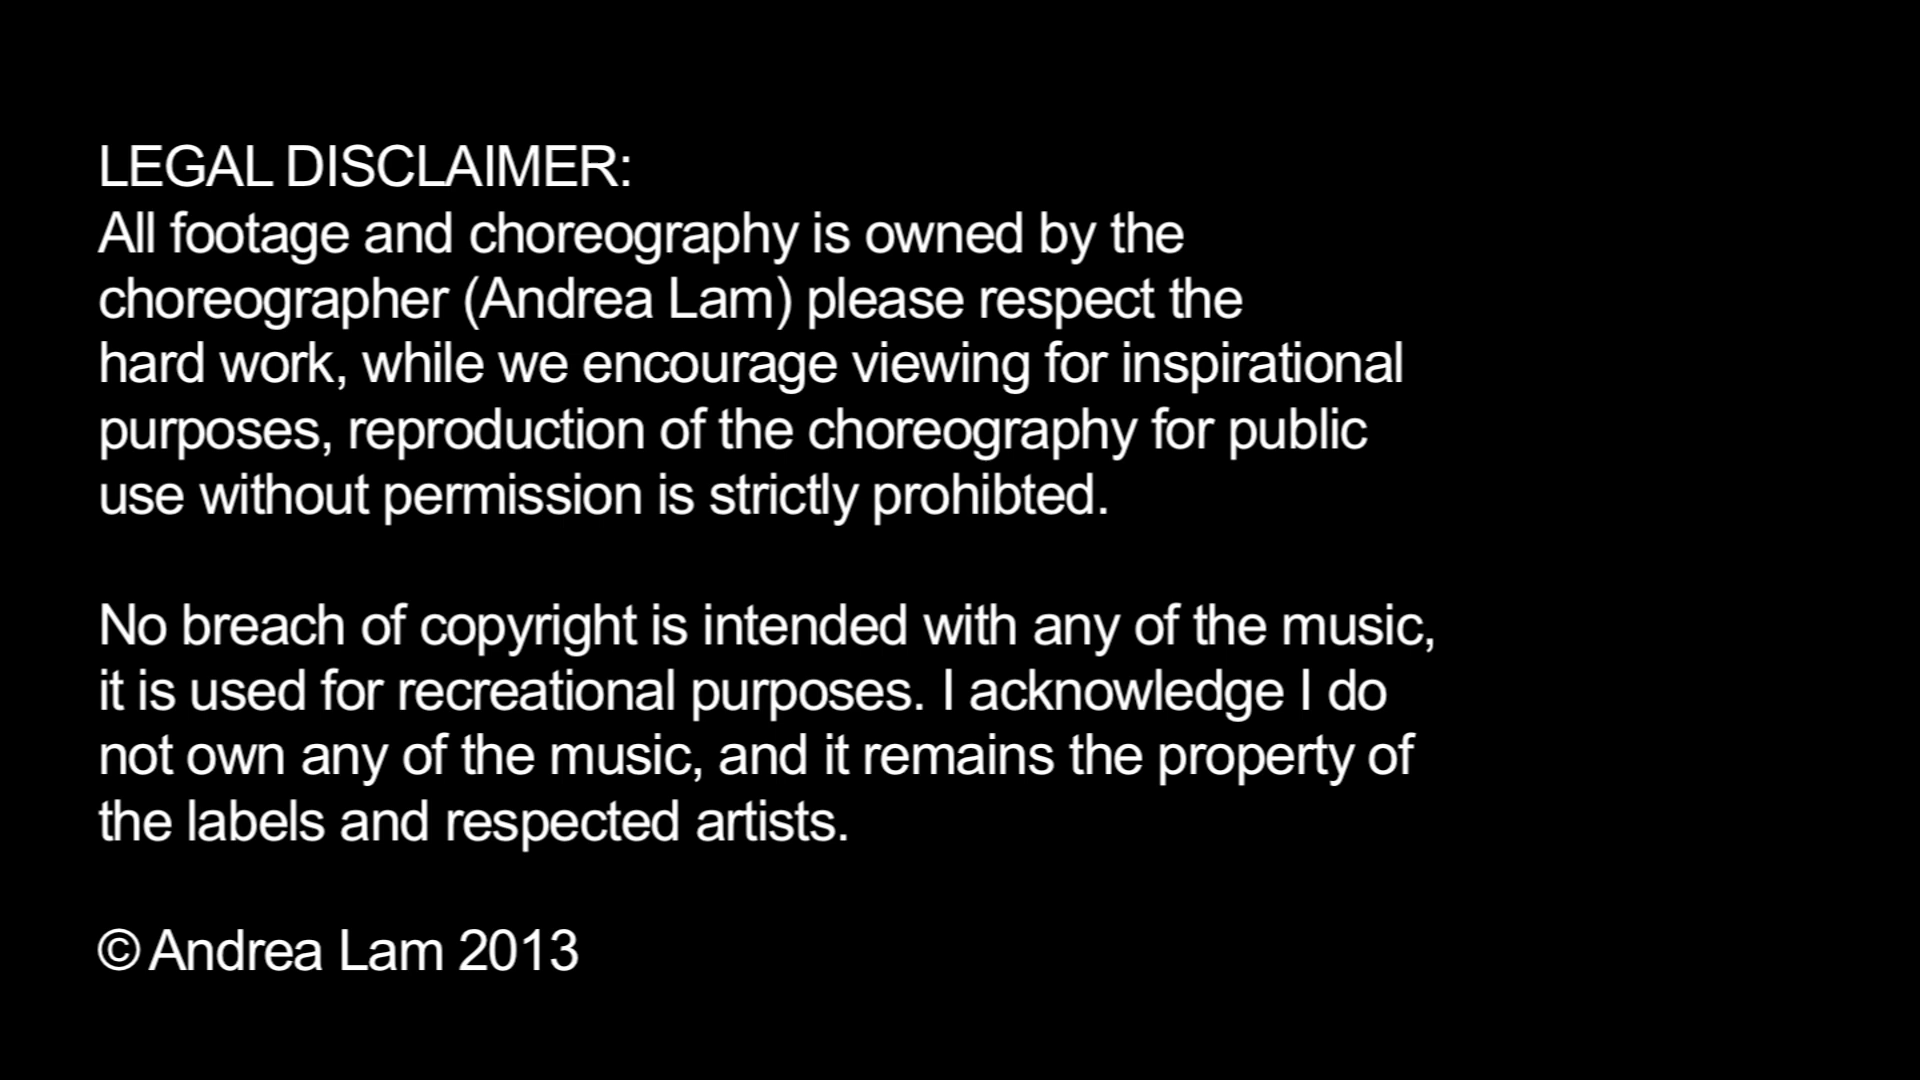 LEGAL DISCLAIMER:
All footage and choreography is owned by the
choreographer (Andrea Lam) please respect the
hard work, while we encourage viewing for inspirational
purposes, reproduction of the choreography for public
use without permission is strictly prohibted.
No breach of copyright is intended with any of the music,
it is used for recreational purposes. I acknowledge I do
not own any of the music, and it remains the property of
the labels and respected artists.
© Andrea Lam 2013